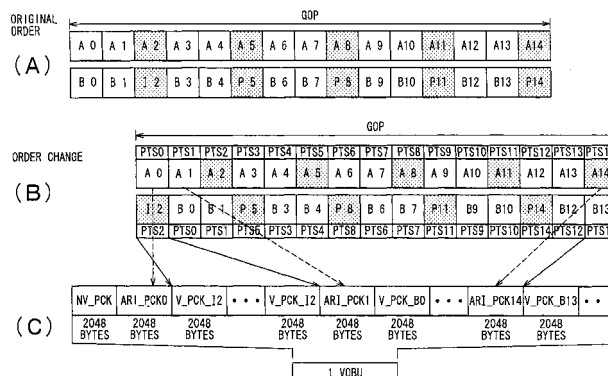 ORIGINAL ORDER
GOP
(A)
A 0 A 1 A 2 A 3 A 4 A 5 A 6 A 7 A 8 A 9 A10 A11 A12 A13 A14
B 0 B 1 I 2 B 3 B 4 P 5 B 6 B 7 P 8 B 9 B10 P11 B12 B13 P14
GOP
ORDER CHANGE
PTS0 PTS1 PTS2 PTS3 PTS4 PTS5 PTS6 PTS7 PTS8 PTS9 PTS10 PTS11 PTS12 PTS13 PTS1
(B)
A 0 A 1 A 2 A 3 A 4 A 5 A 6 A 7 A 8 A 9 A10 A11 A12 A13 A14
I 2 B 0 B 1 P 5 B 3 B 4 P 8 B 6 B 7 P11 B9 B10 P14 B12 B13
PTS2 PTS0 PTS1 PTS5 PTS3 PTS4 PTS8 PTS6 PTS7 PTS11 PTS9 PTS10 PTS14 PTS12 PTS1
(C)
NV_PCK ARI_PCK0 V_PCK_I2 ••• V_PCK_I2 ARI_PCK1 V_PCK_B0 ••• ARI_PCK14 V_PCK_B13 ••
2048 BYTES 2048 BYTES 2048 BYTES 2048 BYTES 2048 BYTES 2048 BYTES 2048 BYTES 2048 BYTES
1 VOBU